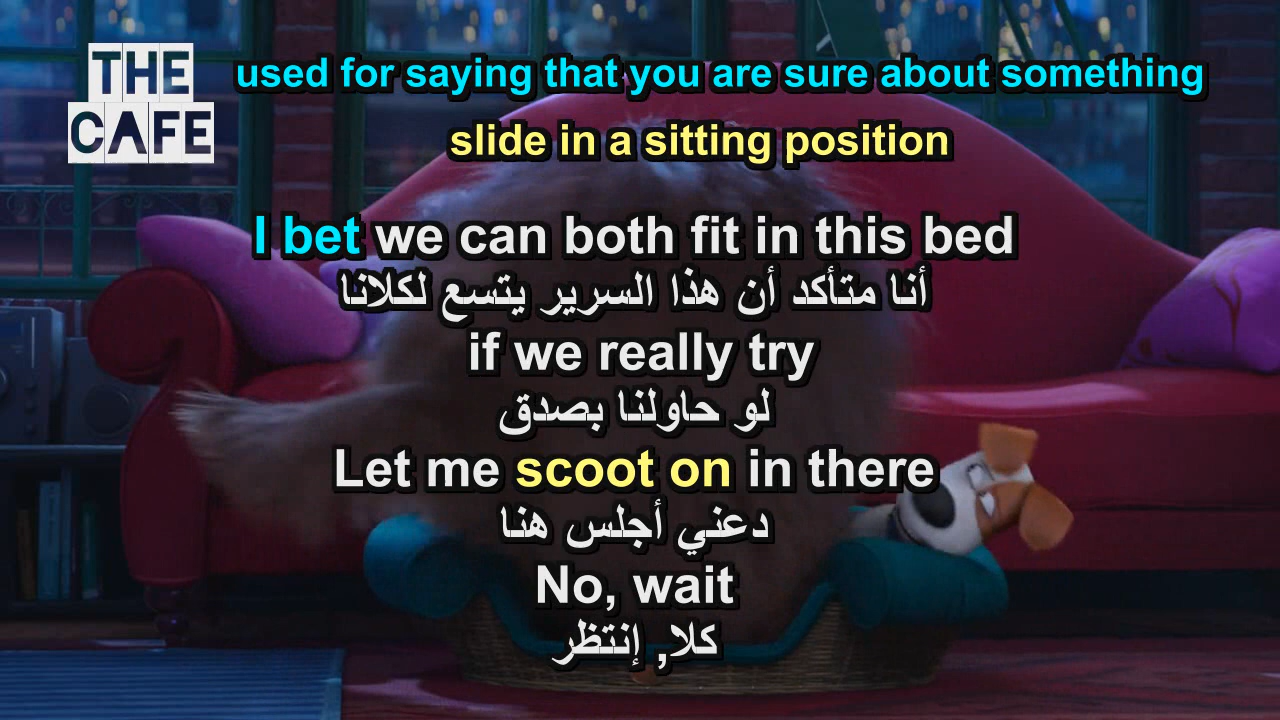 THE
CAFE
used for saying that you are sure about something
slide in a sitting position
I bet we can both fit in this bed
أنا متأكد أن هذا السرير يتسع لكلانا
if we really try
لو حاولنا بصدق
Let me scoot on in there
دعني أجلس هنا
No, wait
كلا, إنتظر